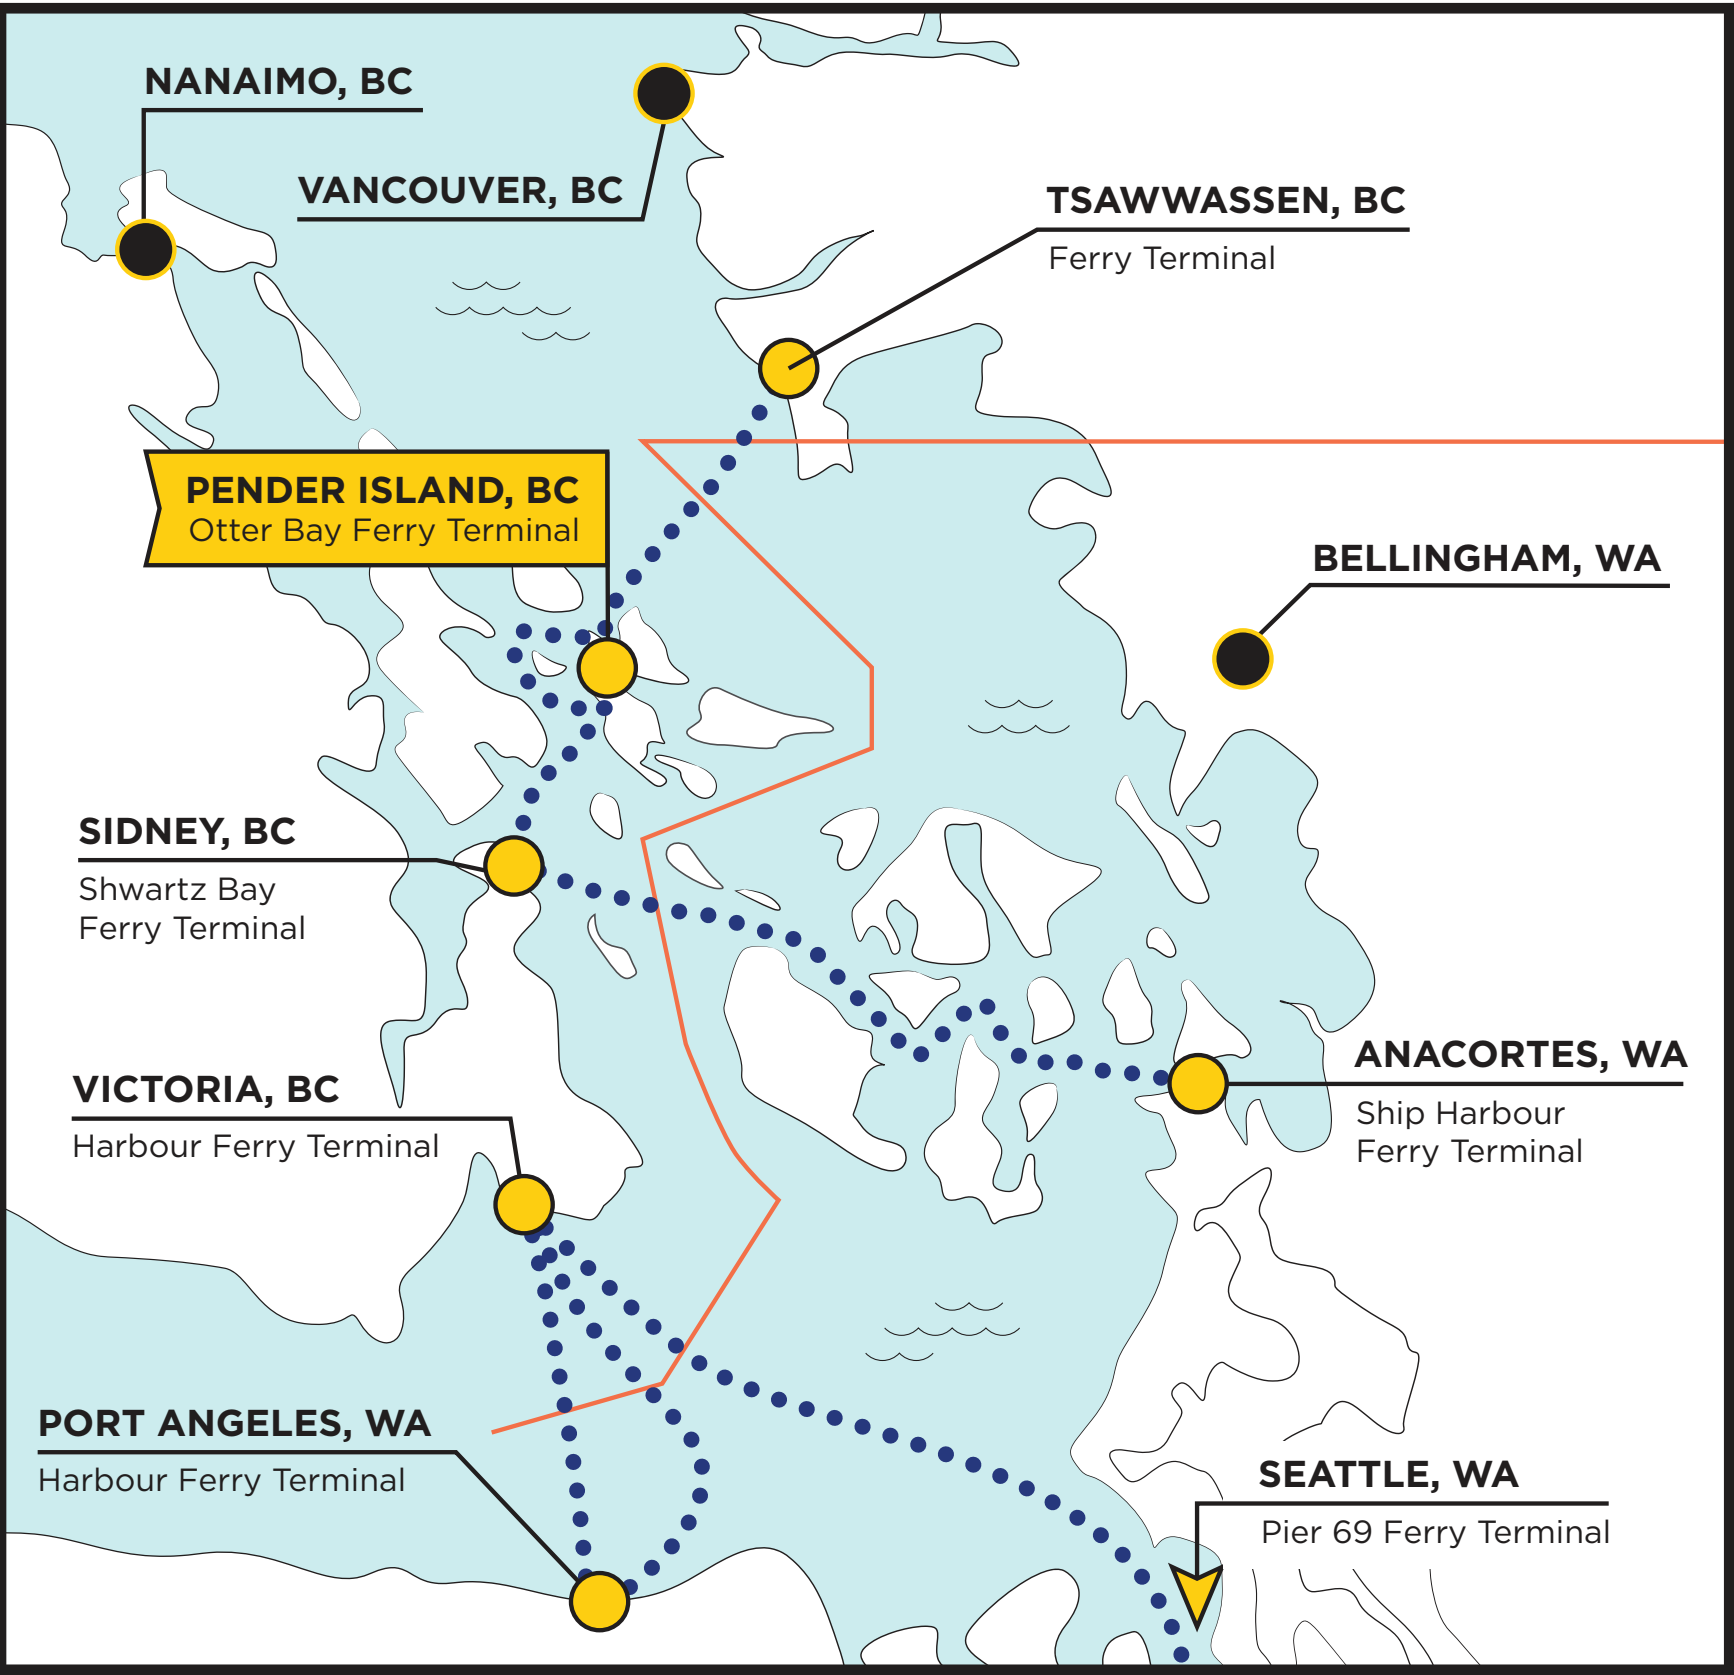 NANAIMO, BC
VANCOUVER, BC
TSAWWASSEN, BC
Ferry Terminal
PENDER ISLAND, BC
Otter Bay Ferry Terminal
BELLINGHAM, WA
SIDNEY, BC
Shwartz Bay
Ferry Terminal
VICTORIA, BC
Harbour Ferry Terminal
ANACORTES, WA
Ship Harbour
Ferry Terminal
PORT ANGELES, WA
Harbour Ferry Terminal
SEATTLE, WA
Pier 69 Ferry Terminal